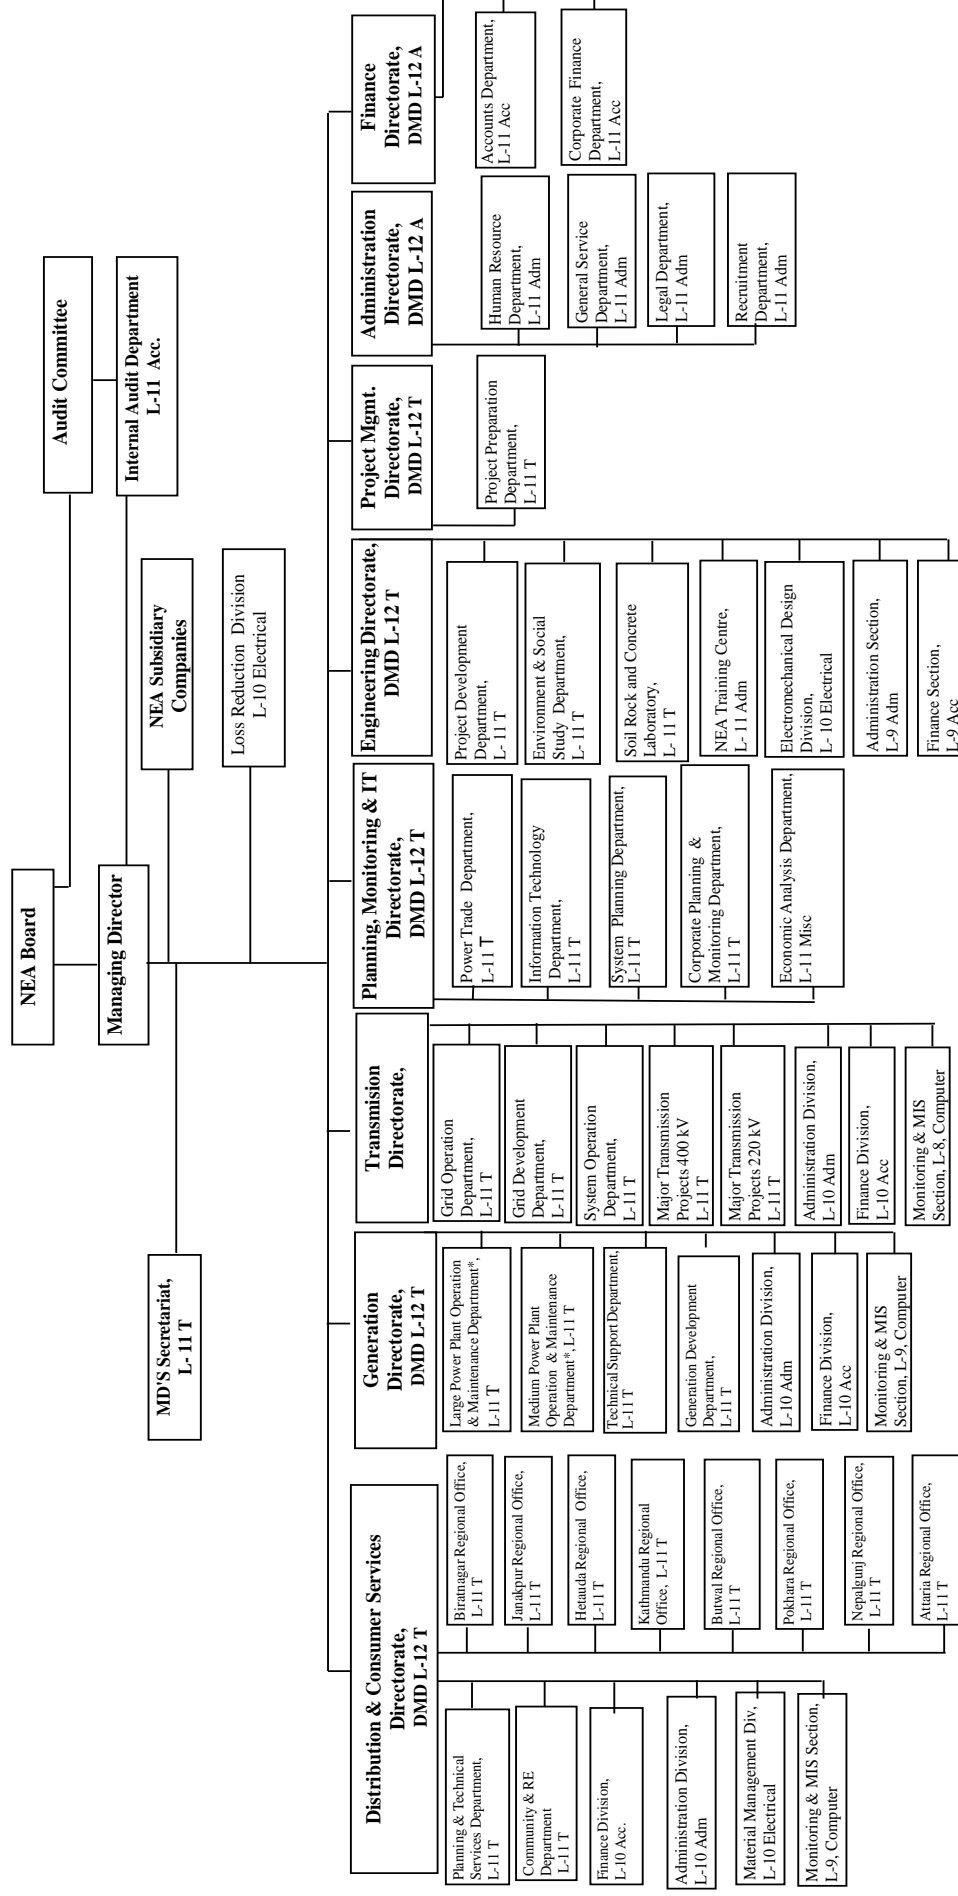 NEA Board
Audit Committee
Managing Director
Internal Audit Department
L-11 Acc.
NEA Subsidiary
Companies
MD'S Secretariat,
L- 11 T
Loss Reduction Division
L-10 Electrical
Distribution & Consumer Services
Directorate,
DMD L-12 T
Planning & Technical
Services Department,
L-11 T
Community & RE
Department
L-11 T
Finance Division,
L-10 Acc.
Administration Division,
L-10 Adm
Material Management Div,
L-10 Electrical
Monitoring & MIS Section,
L-9, Computer
Biratnagar Regional Office,
L-11 T
Janakpur Regional Office,
L-11 T
Hetauda Regional Office,
L-11 T
Kathmandu Regional
Office, L-11 T
Butwal Regional Office,
L-11 T
Pokhara Regional Office,
L-11 T
Nepalgunj Regional Office,
L-11 T
Attaria Regional Office,
L-11 T
Generation
Directorate,
DMD L-12 T
Large Power Plant Operation
& Maintenance Department*,
L-11 T
Medium Power Plant
Operation & Maintenance
Department*, L-11 T
Technical Support Department,
L-11 T
Generation Development
Department,
L-11 T
Administration Division,
L-10 Adm
Finance Division,
L-10 Acc
Monitoring & MIS
Section, L-9, Computer
Transmision
Directorate,
Grid Operation
Department,
L-11 T
Grid Development
Department,
L-11 T
System Operation
Department,
L-11 T
Major Transmission
Projects 400 kV
L-11 T
Major Transmission
Projects 220 kV
L-11 T
Administration Division,
L-10 Adm
Finance Division,
L-10 Acc
Monitoring & MIS
Section, L-8, Computer
Planning, Monitoring & IT
Directorate,
DMD L-12 T
Power Trade Department,
L-11 T
Information Technology
Department,
L-11 T
System Planning Department,
L-11 T
Corporate Planning &
Monitoring Department,
L-11 T
Economic Analysis Department,
L-11 Misc
Engineering Directorate,
DMD L-12 T
Project Development
Department,
L- 11 T
Environment & Social
Study Department,
L- 11 T
Soil Rock and Concrete
Laboratory,
L- 11 T
NEA Training Centre,
L- 11 Adm
Electromechanical Design
Division,
L- 10 Electrical
Administration Section,
L-9 Adm
Finance Section,
L-9 Acc
Project Mgmt.
Directorate,
DMD L-12 T
Project Preparation
Department,
L-11 T
Administration
Directorate,
DMD L-12 A
Human Resource
Department,
L-11 Adm
General Service
Department,
L-11 Adm
Legal Department,
L-11 Adm
Recruitment
Department,
L-11 Adm
Finance
Directorate,
DMD L-12 A
Accounts Department,
L-11 Acc
Corporate Finance
Department,
L-11 Acc